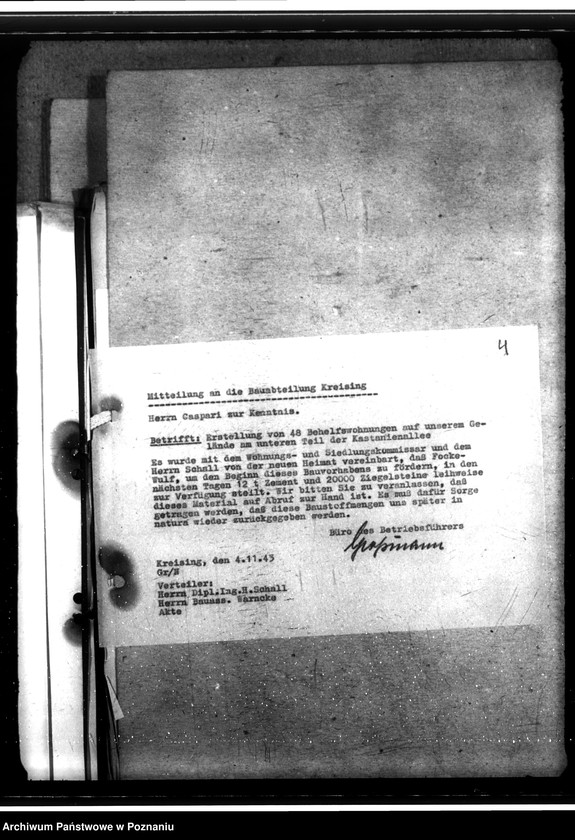 4
Mitteilung an die Bauabteilung Kreising
Herrn Caspari zur Kenntnis.
Betrifft: Erstellung von 48 Behelfswohnungen auf unserem Ge-
lände am unteren Teil der Kastanienallee
Es wurde mit dem Wohnungs- und Siedlungskommissar und dem
Herrn Schall von der neuen Heimat vereinbart, daß Focke-
Wulf, um den Beginn dieses Bauvorhabens zu fördern, in den
nächsten Tagen 12 t Zement und 20000 Ziegelsteine leihweise
zur Verfügung stellt. Wir bitten Sie zu veranlassen, daß
dieses Material auf Abruf zur Hand ist. Es muß dafür Sorge
getragen werden, daß diese Baustoffmengen uns später in
natura wieder zurückgegeben werden.
Büro des Betriebsführers
Großmann
Kreising, den 4.11.43
Gr/N
Verteiler:
Herrn Dipl.Ing.H.Schall
Herrn Bauass. Warncke
Akte
Archiwum Państwowe w Poznaniu